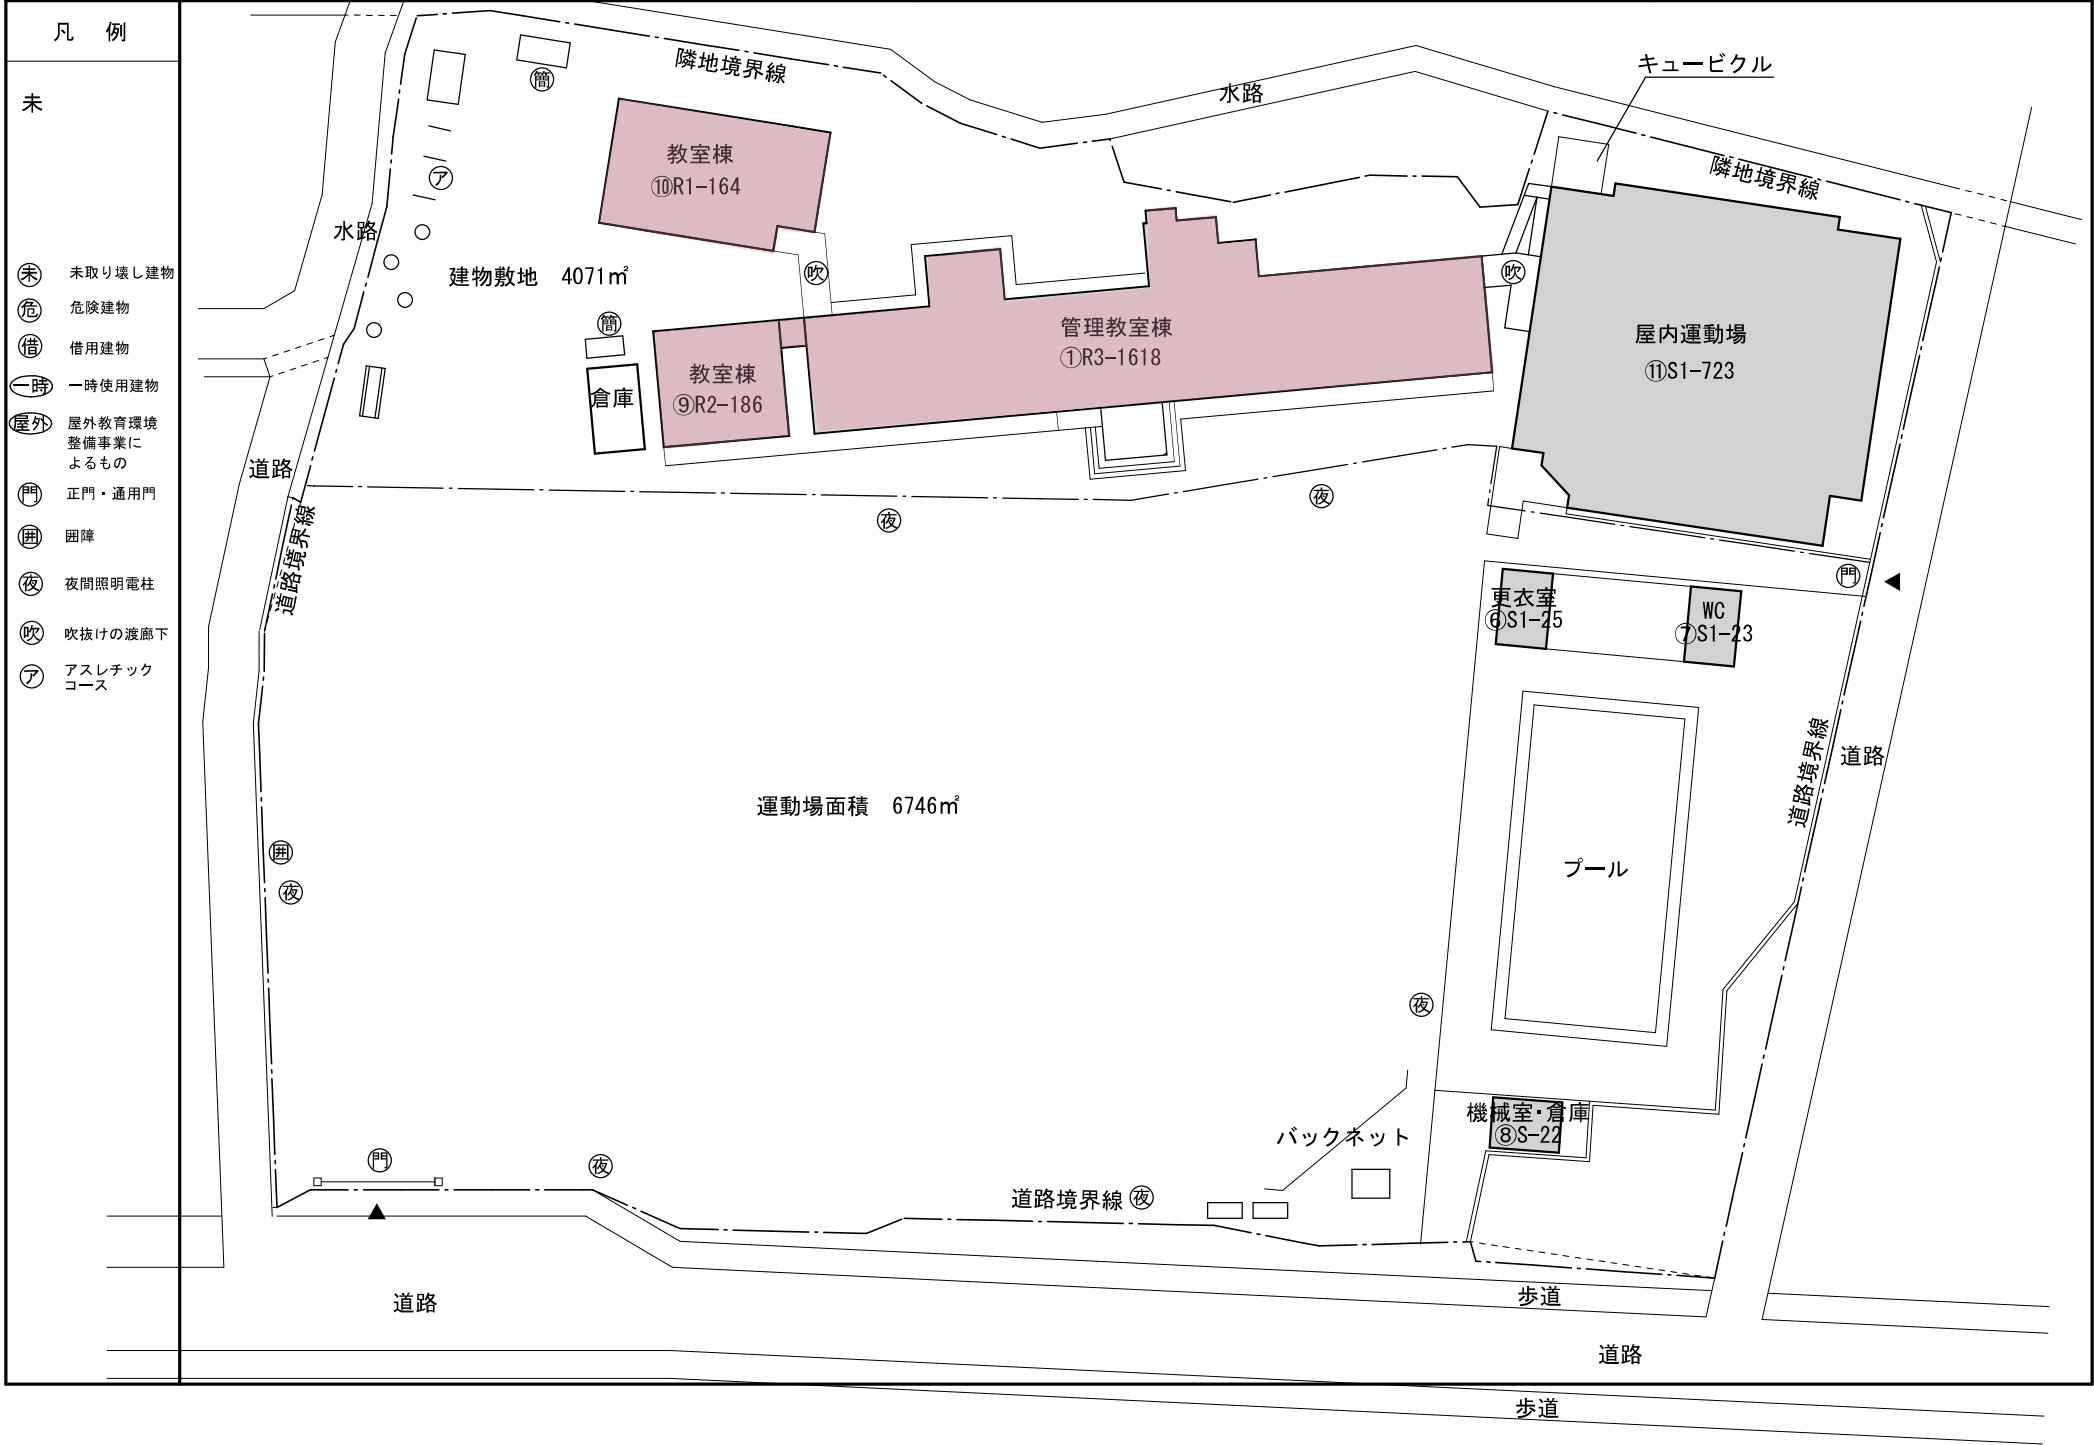 凡 例
未
未 未取り壊し建物
危 危険建物
借 借用建物
一時 一時使用建物
屋外 屋外教育環境
整備事業に
よるもの
門 正門・通用門
囲 囲障
夜 夜間照明電柱
吹 吹抜けの渡廊下
ア アスレチック
コース
簡
隣地境界線
水路
キュービクル
隣地境界線
ア
教室棟
⑩R1-164
水路
建物敷地 4071㎡
吹
吹
簡
倉庫
教室棟
⑨R2-186
管理教室棟
①R3-1618
屋内運動場
⑪S1-723
道路
道路境界線
夜
夜
門
更衣室
⑥S1-25
WC
⑦S1-23
道路境界線
道路
運動場面積 6746㎡
プール
囲
夜
夜
機械室・倉庫
⑧S-22
バックネット
門
夜
道路境界線
夜
道路
歩道
道路
歩道